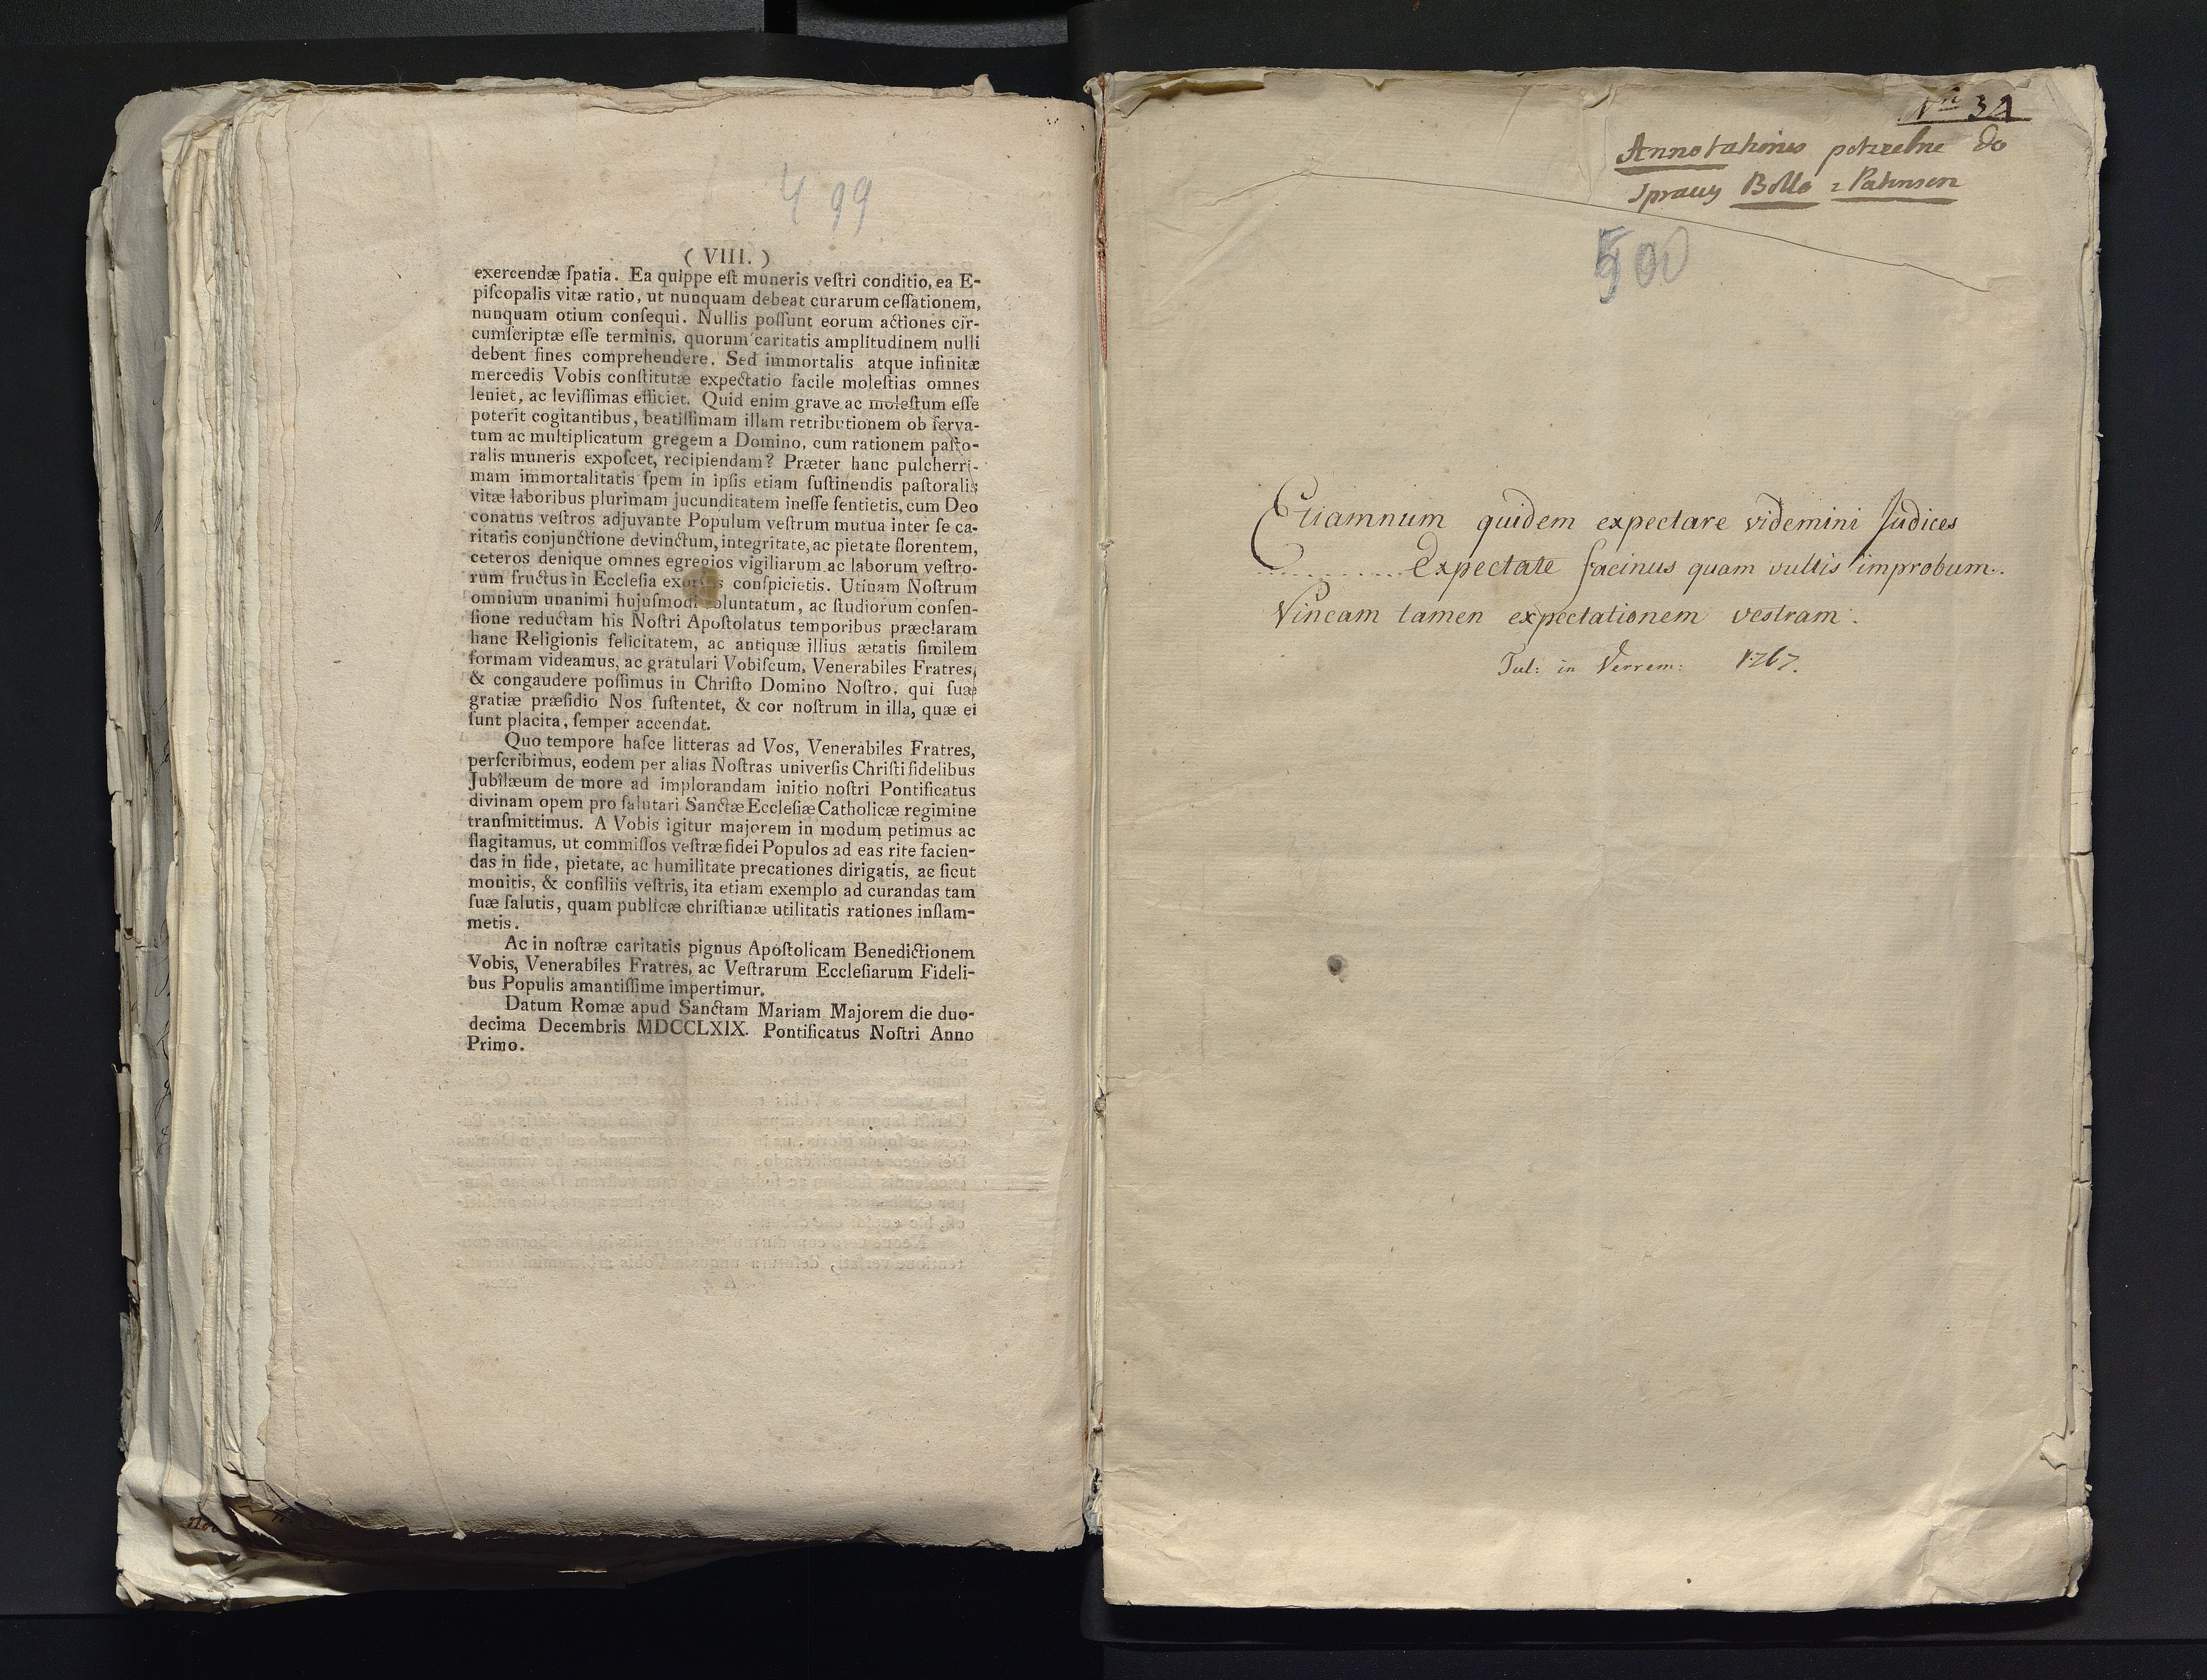 499
( VIII. )
exercendæ ſpatia. Ea quippe eſt muneris veſtri conditio, ea E-
piſcopalis vitæ ratio, ut nunquam debeat curarum ceſſationem,
nunquam otium conſequi. Nullis poſſunt eorum actiones cir-
cumſcriptæ eſſe terminis, quorum caritatis amplitudinem nulli
debent fines comprehendere. Sed immortalis atque infinitæ
mercedis Vobis conſtitutæ expectatio facile moleſtias omnes
leniet, ac leviſſimas efficiet. Quid enim grave ac moleſtum eſſe
poterit cogitantibus, beatiſſimam illam retributionem ob ſerva-
tum ac multiplicatum gregem a Domino, cum rationem paſto-
ralis muneris expoſcet, recipiendam? Præter hanc pulcherri-
mam immortalitatis ſpem in ipſis etiam ſuſtinendis paſtoralis
vitæ laboribus plurimam jucunditatem ineſſe ſentietis, cum Deo
conatus veſtros adjuvante Populum veſtrum mutua inter ſe ca-
ritatis conjunctione devinctum, integritate, ac pietate florentem,
ceteros denique omnes egregios vigiliarum ac laborum veſtro-
rum fructus in Eccleſia exortos conſpicietis. Utinam Noſtrum
omnium unanimi hujuſmodi voluntatum, ac ſtudiorum conſen-
ſione reductam his Noſtri Apoſtolatus temporibus præclaram
hanc Religionis felicitatem, ac antiquæ illius ætatis ſimilem
formam videamus, ac gratulari Vobiſcum, Venerabiles Fratres,
& congaudere poſſimus in Chriſto Domino Noſtro, qui ſuæ
gratiæ præſidio Nos ſuſtentet, & cor noſtrum in illa, quæ ei
ſunt placita, ſemper accendat.
Quo tempore haſce litteras ad Vos, Venerabiles Fratres,
perſcribimus, eodem per alias Noſtras univerſis Chriſti fidelibus
Jubilæum de more ad implorandam initio noſtri Pontificatus
divinam opem pro ſalutari Sanctæ Eccleſiæ Catholicæ regimine
tranſmittimus. A Vobis igitur majorem in modum petimus ac
flagitamus, ut commiſſos veſtræ fidei Populos ad eas rite facien-
das in fide, pietate, ac humilitate precationes dirigatis, ac ſicut
monitis, & conſiliis veſtris, ita etiam exemplo ad curandas tam
ſuæ ſalutis, quam publicæ chriſtianæ utilitatis rationes inflam-
metis.
Ac in noſtræ caritatis pignus Apoſtolicam Benedictionem
Vobis, Venerabiles Fratres, ac Veſtrarum Eccleſiarum Fideli-
bus Populis amantiſſime impertimur.
Datum Romæ apud Sanctam Mariam Majorem die duo-
decima Decembris MDCCLXIX. Pontificatus Noſtri Anno
Primo.
34
Annotationes potrzebne do
sprawy Bolla z
500
Etiamnum quidem expectare videmini Judices
............Expectate facinus quam vultis improbum.
Vincam tamen expectationem vestram.
Tul: in Verrem: 1767.